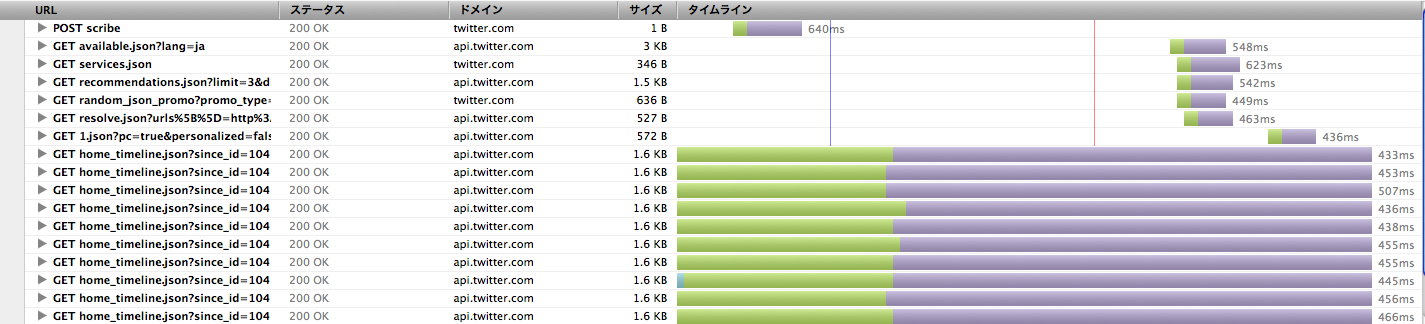 URL ステータス ドメイン サイズ タイムライン
POST scribe 200 OK twitter.com 1 B 640ms
GET available.json?lang=ja 200 OK api.twitter.com 3 KB 548ms
GET services.json 200 OK twitter.com 346 B 623ms
GET recommendations.json?limit=3&d 200 OK api.twitter.com 1.5 KB 542ms
GET random_json_promo?promo_type= 200 OK twitter.com 636 B 449ms
GET resolve.json?urls%5B%5D=http%3. 200 OK api.twitter.com 527 B 463ms
GET 1.json?pc=true&personalized=fals 200 OK api.twitter.com 572 B 436ms
GET home_timeline.json?since_id=104 200 OK api.twitter.com 1.6 KB 433ms
GET home_timeline.json?since_id=104 200 OK api.twitter.com 1.6 KB 453ms
GET home_timeline.json?since_id=104 200 OK api.twitter.com 1.6 KB 507ms
GET home_timeline.json?since_id=104 200 OK api.twitter.com 1.6 KB 436ms
GET home_timeline.json?since_id=104 200 OK api.twitter.com 1.6 KB 438ms
GET home_timeline.json?since_id=104 200 OK api.twitter.com 1.6 KB 455ms
GET home_timeline.json?since_id=104 200 OK api.twitter.com 1.6 KB 455ms
GET home_timeline.json?since_id=104 200 OK api.twitter.com 1.6 KB 445ms
GET home_timeline.json?since_id=104 200 OK api.twitter.com 1.6 KB 456ms
GET home_timeline.json?since_id=104 200 OK api.twitter.com 1.6 KB 466ms